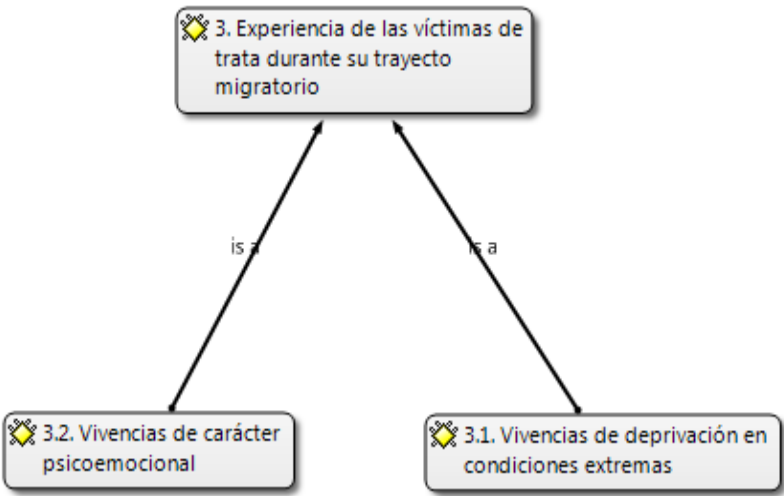 3. Experiencia de las víctimas de
trata durante su trayecto
migratorio
is a
is a
3.2. Vivencias de carácter
psicoemocional
3.1. Vivencias de deprivación en
condiciones extremas